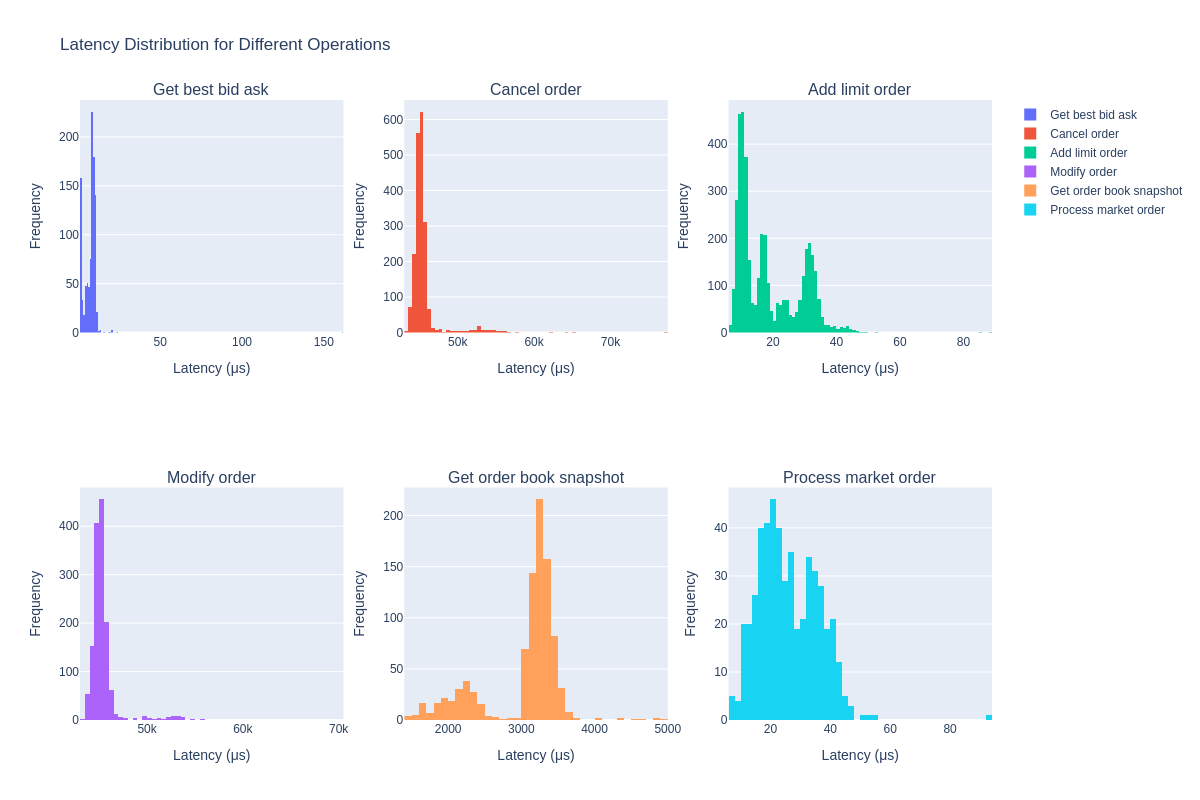 Latency Distribution for Different Operations
Get best bid ask
Cancel order
Add limit order
Get best bid ask
Cancel order
Add limit order
Modify order
Get order book snapshot
Process market order
Frequency
200
150
100
50
0
50
100
150
Latency (μs)
Frequency
600
500
400
300
200
100
0
50k
60k
70k
Latency (μs)
Frequency
400
300
200
100
0
20
40
60
80
Latency (μs)
Modify order
Get order book snapshot
Process market order
Frequency
400
300
200
100
0
50k
60k
70k
Latency (μs)
Frequency
200
150
100
50
0
2000
3000
4000
5000
Latency (μs)
Frequency
40
30
20
10
0
20
40
60
80
Latency (μs)